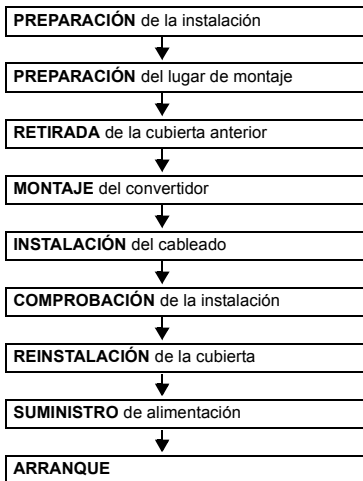 PREPARACIÓN de la instalación
PREPARACIÓN del lugar de montaje
RETIRADA de la cubierta anterior
MONTAJE del convertidor
INSTALACIÓN del cableado
COMPROBACIÓN de la instalación
REINSTALACIÓN de la cubierta
SUMINISTRO de alimentación
ARRANQUE